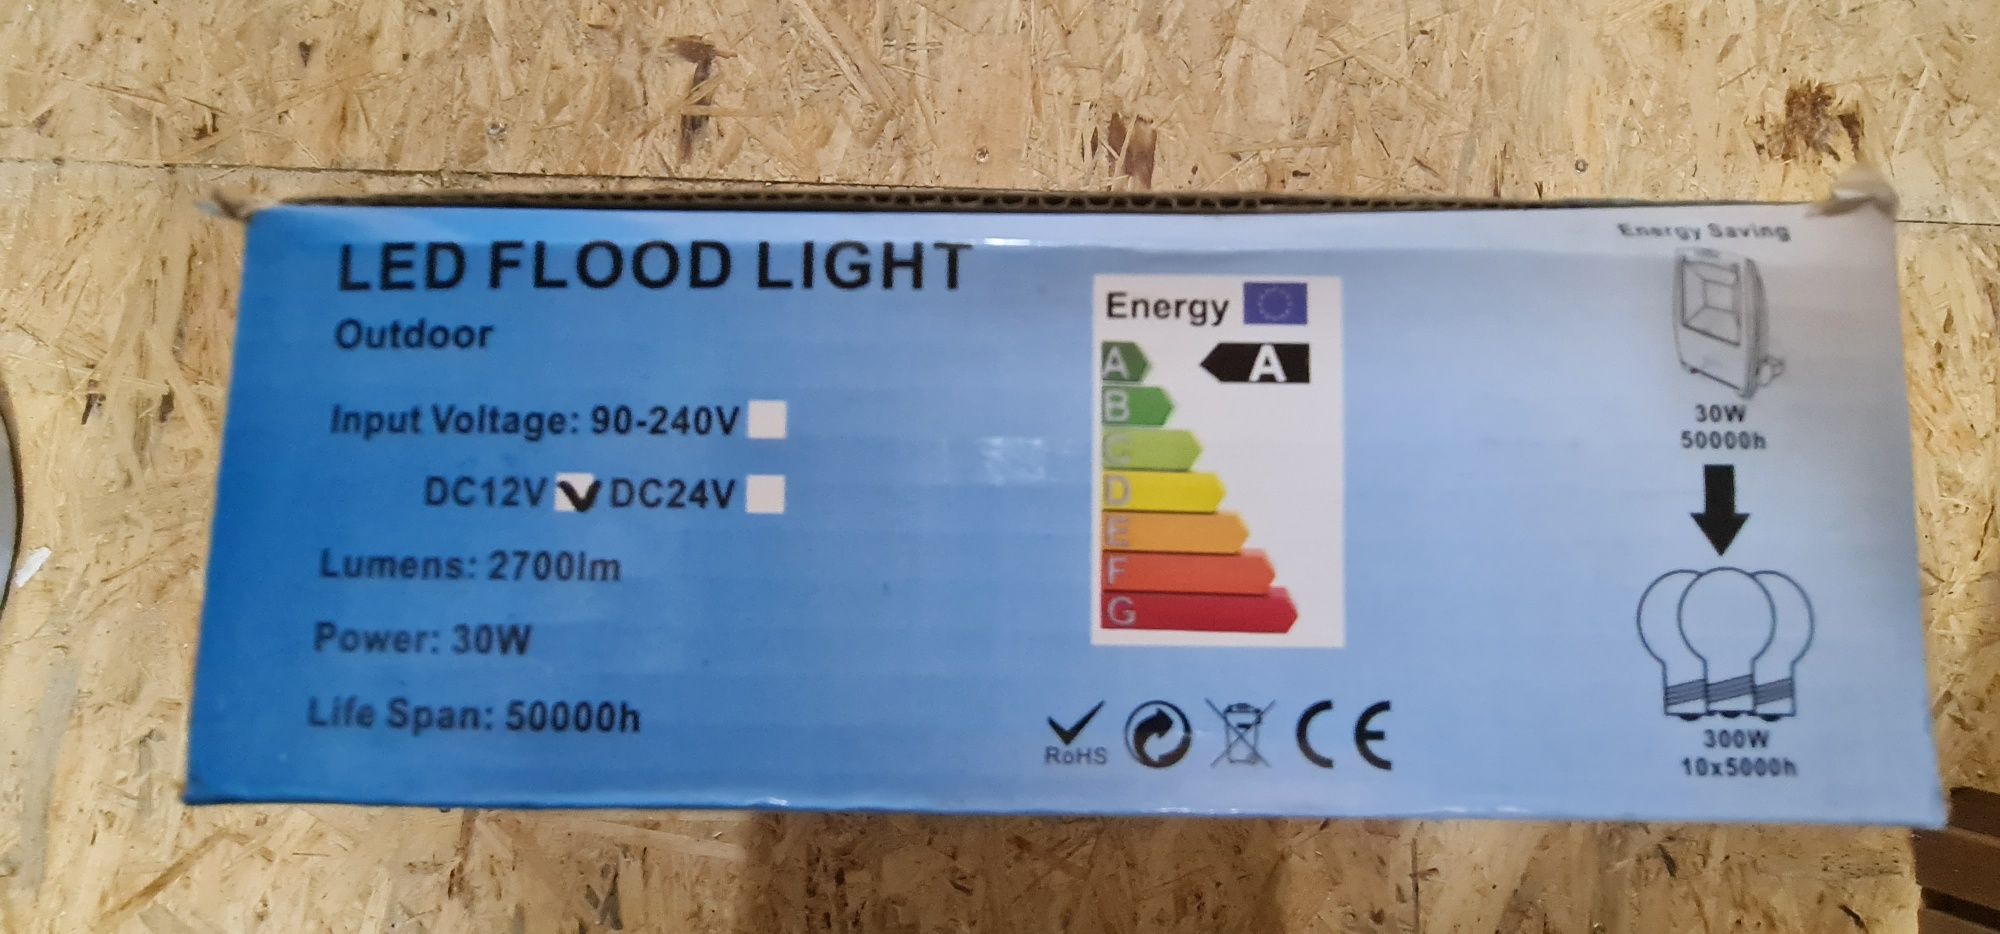 LED FLOOD LIGHT
Outdoor
Input Voltage: 90-240V
DC12V DC24V
Lumens: 2700lm
Power: 30W
Life Span: 50000h
Energy
A
A
B
C
D
E
F
G
RoHS
CE
Energy Saving
30W
50000h
300W
10x5000h